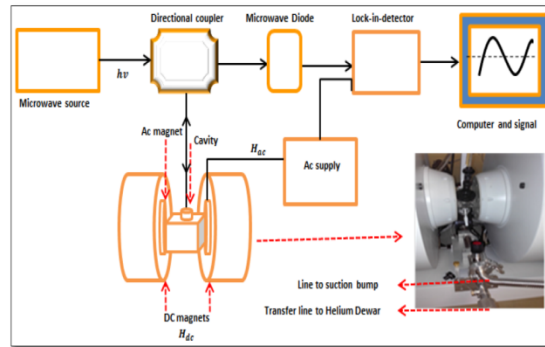 Directional coupler
Microwave Diode
Lock-in-detector
hv
Microwave source
Computer and signal
Ac magnet
Cavity
H_ac
Ac supply
Line to suction bump
Transfer line to Helium Dewar
DC magnets
H_dc